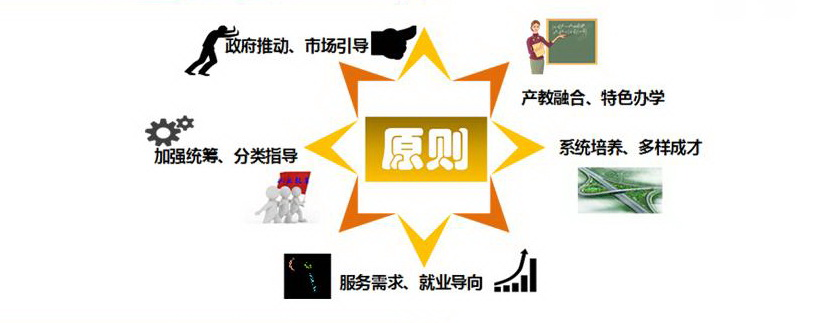 政府推动、市场引导
产教融合、特色办学
原则
加强统筹、分类指导
系统培养、多样成才
服务需求、就业导向